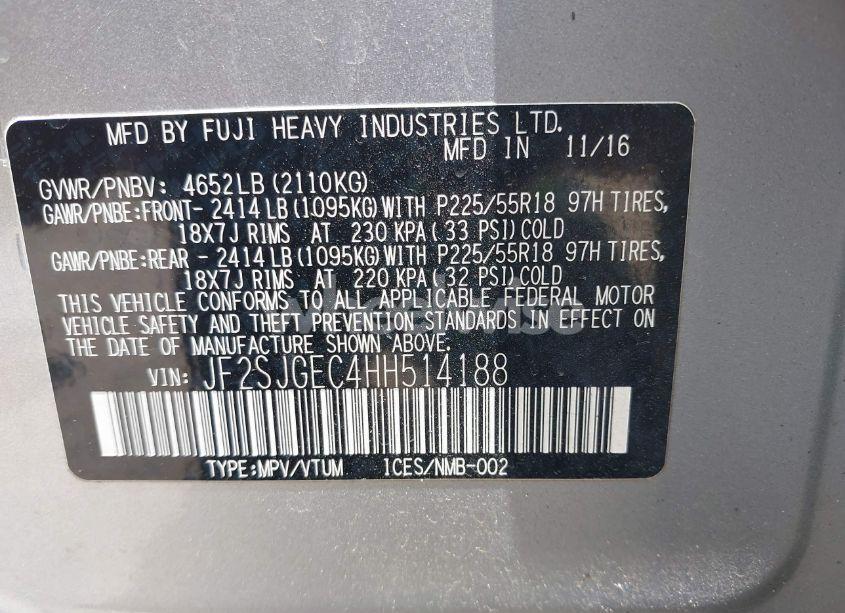 MFD BY FUJI HEAVY INDUSTRIES LTD.
MFD IN 11/16
GVWR/PNBV: 4652LB(2110KG)
GAWR/PNBE:FRONT- 2414LB(1095KG)WITH P225/55R18 97H TIRES,
18X7J RIMS AT 230 KPA( 33 PSI)COLD
GAWR/PNBE:REAR - 2414LB(1095KG)WITH P225/55R18 97H TIRES,
18X7J RIMS AT 220 KPA( 32 PSI)COLD
THIS VEHICLE CONFORMS TO ALL APPLICABLE FEDERAL MOTOR
VEHICLE SAFETY AND THEFT PREVENTION STANDARDS IN EFFECT ON
THE DATE OF MANUFACTURE SHOWN ABOVE.
VIN: JF2SJGEC4HH514188
TYPE:MPV/VTUM ICES/NMB-002